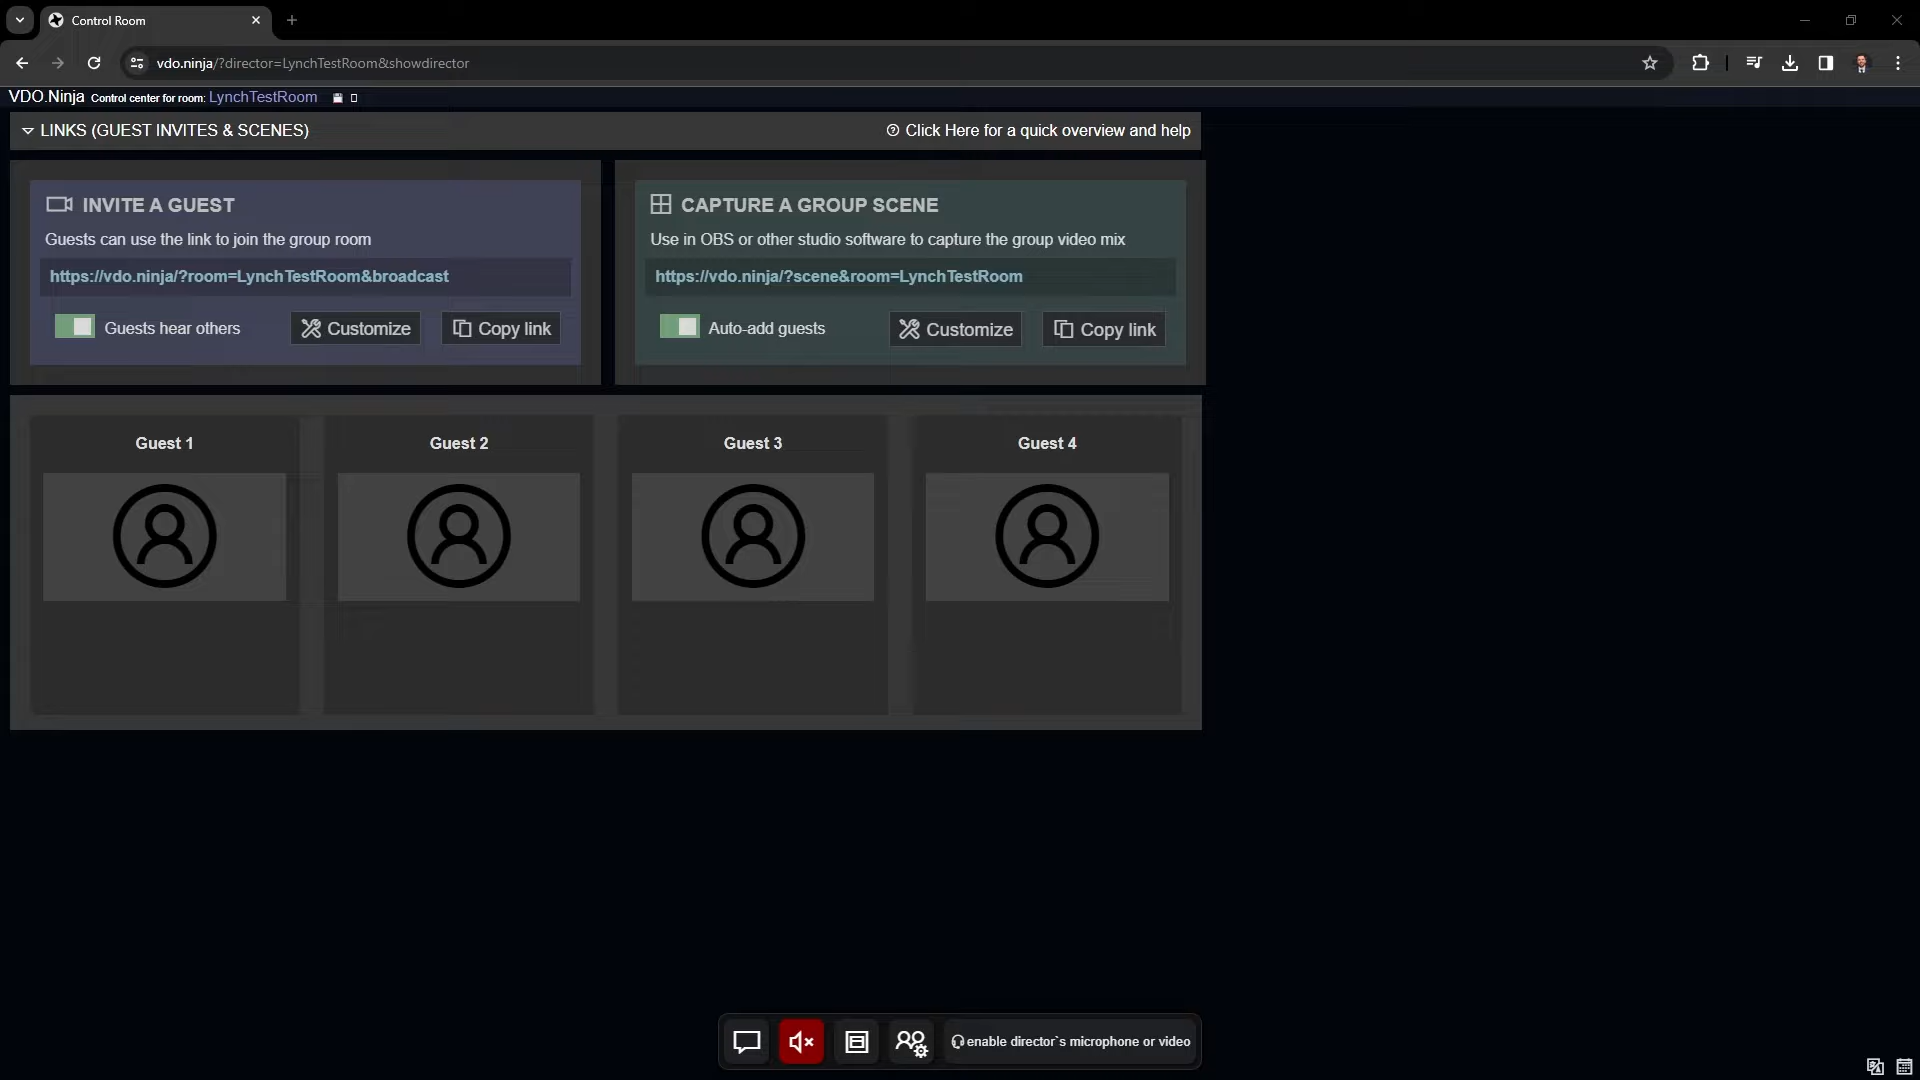 Control Room
vdo.ninja/?director=LynchTestRoom&showdirector
VDO.Ninja Control center for room: LynchTestRoom
LINKS (GUEST INVITES & SCENES)
Click Here for a quick overview and help
INVITE A GUEST
Guests can use the link to join the group room
https://vdo.ninja/?room=LynchTestRoom&broadcast
Guests hear others
Customize
Copy link
CAPTURE A GROUP SCENE
Use in OBS or other studio software to capture the group video mix
https://vdo.ninja/?scene&room=LynchTestRoom
Auto-add guests
Customize
Copy link
Guest 1
Guest 2
Guest 3
Guest 4
enable director`s microphone or video